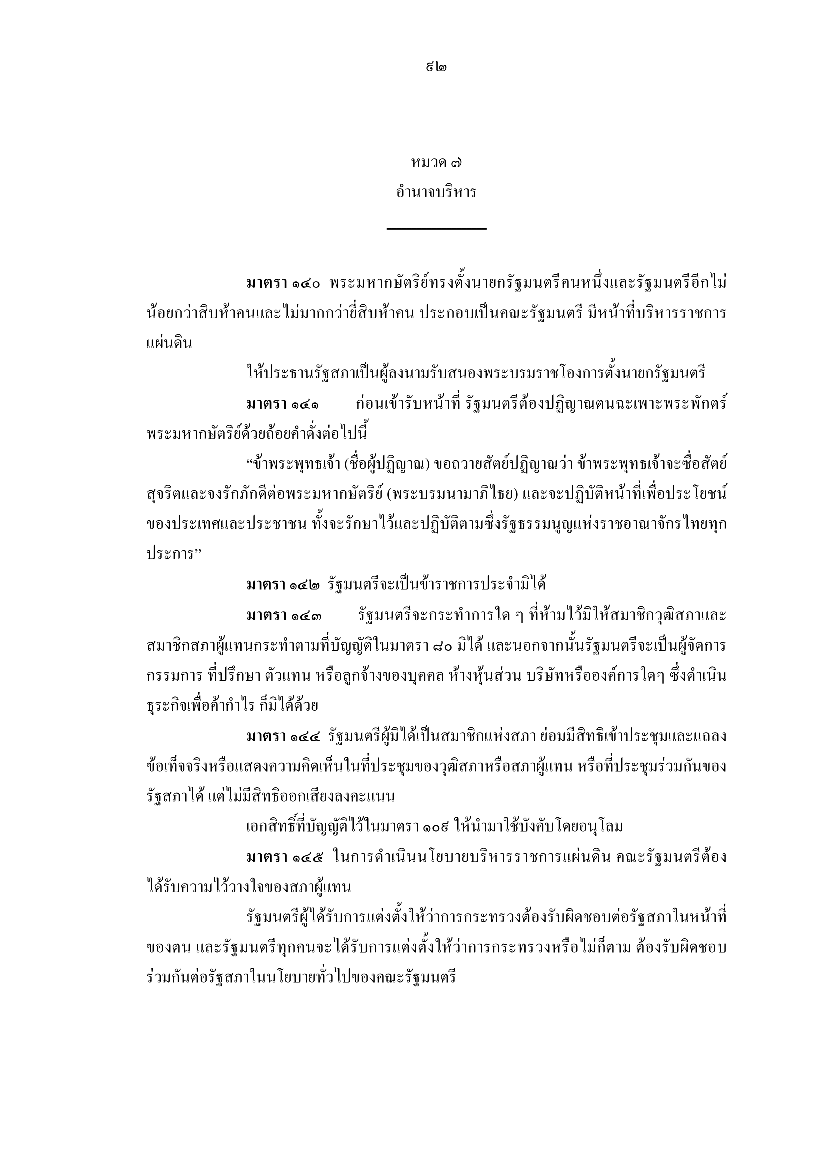 ๕๒
หมวด ๗
อำนาจบริหาร
มาตรา ๑๔๐ พระมหากษัตริย์ทรงตั้งนายกรัฐมนตรีคนหนึ่งและรัฐมนตรีอีกไม่
น้อยกว่าสิบห้าคนและไม่มากกว่ายี่สิบห้าคน ประกอบเป็นคณะรัฐมนตรี มีหน้าที่บริหารราชการ
แผ่นดิน
ให้ประธานรัฐสภาเป็นผู้ลงนามรับสนองพระบรมราชโองการตั้งนายกรัฐมนตรี
มาตรา ๑๔๑ ก่อนเข้ารับหน้าที่ รัฐมนตรีต้องปฏิญาณตนฉะเพาะพระพักตร์
พระมหากษัตริย์ด้วยถ้อยคำดั่งต่อไปนี้
“ข้าพระพุทธเจ้า (ชื่อผู้ปฏิญาณ) ขอถวายสัตย์ปฏิญาณว่า ข้าพระพุทธเจ้าจะซื่อสัตย์
สุจริตและจงรักภักดีต่อพระมหากษัตริย์ (พระบรมนามาภิไธย) และจะปฏิบัติหน้าที่เพื่อประโยชน์
ของประเทศและประชาชน ทั้งจะรักษาไว้และปฏิบัติตามซึ่งรัฐธรรมนูญแห่งราชอาณาจักรไทยทุก
ประการ”
มาตรา ๑๔๒ รัฐมนตรีจะเป็นข้าราชการประจำมิได้
มาตรา ๑๔๓ รัฐมนตรีจะกระทำการใด ๆ ที่ห้ามไว้มิให้สมาชิกวุฒิสภาและ
สมาชิกสภาผู้แทนกระทำตามที่บัญญัติในมาตรา ๘๐ มิได้ และนอกจากนั้นรัฐมนตรีจะเป็นผู้จัดการ
กรรมการ ที่ปรึกษา ตัวแทน หรือลูกจ้างของบุคคล ห้างหุ้นส่วน บริษัทหรือองค์การใดๆ ซึ่งดำเนิน
ธุระกิจเพื่อค้ากำไร ก็มิได้ด้วย
มาตรา ๑๔๔ รัฐมนตรีผู้มิได้เป็นสมาชิกแห่งสภา ย่อมมีสิทธิเข้าประชุมและแถลง
ข้อเท็จจริงหรือแสดงความคิดเห็นในที่ประชุมของวุฒิสภาหรือสภาผู้แทน หรือที่ประชุมร่วมกันของ
รัฐสภาได้ แต่ไม่มีสิทธิออกเสียงลงคะแนน
เอกสิทธิ์ที่บัญญัติไว้ในมาตรา ๑๐๙ ให้นำมาใช้บังคับโดยอนุโลม
มาตรา ๑๔๕ ในการดำเนินนโยบายบริหารราชการแผ่นดิน คณะรัฐมนตรีต้อง
ได้รับความไว้วางใจของสภาผู้แทน
รัฐมนตรีผู้ได้รับการแต่งตั้งให้ว่าการกระทรวงต้องรับผิดชอบต่อรัฐสภาในหน้าที่
ของตน และรัฐมนตรีทุกคนจะได้รับการแต่งตั้งให้ว่าการกระทรวงหรือไม่ก็ตาม ต้องรับผิดชอบ
ร่วมกันต่อรัฐสภาในนโยบายทั่วไปของคณะรัฐมนตรี